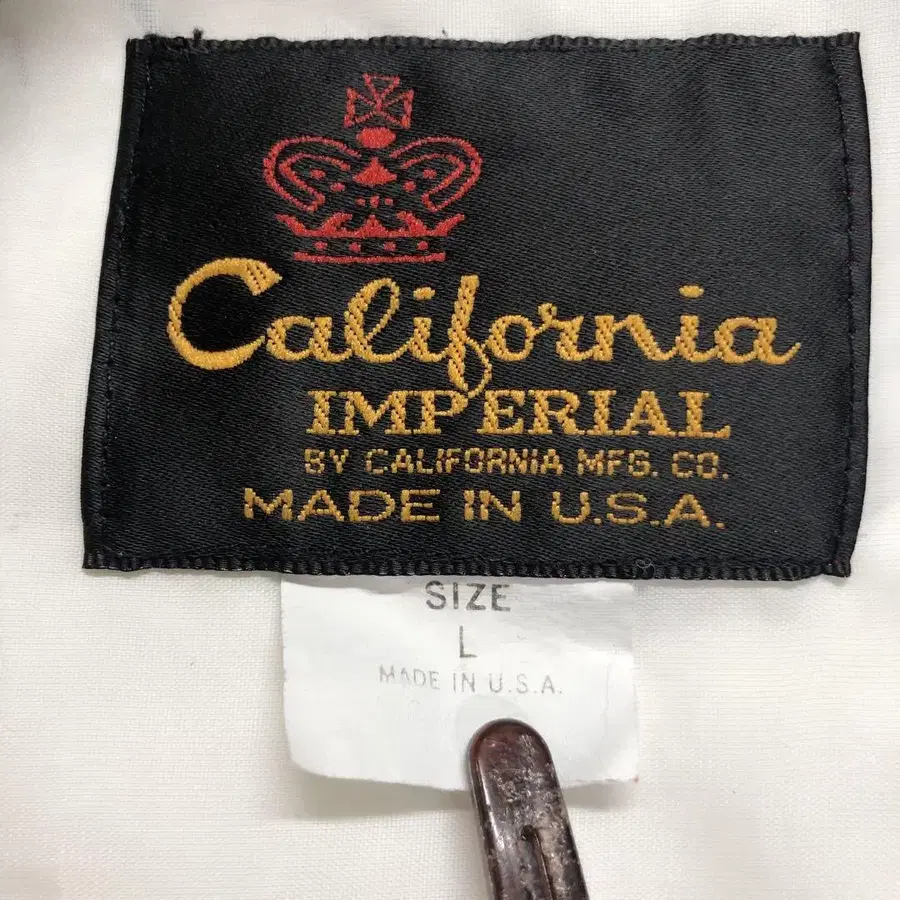 California
IMPERIAL
BY CALIFORNIA MFG. CO.
MADE IN U.S.A.
SIZE
L
MADE IN U.S.A.